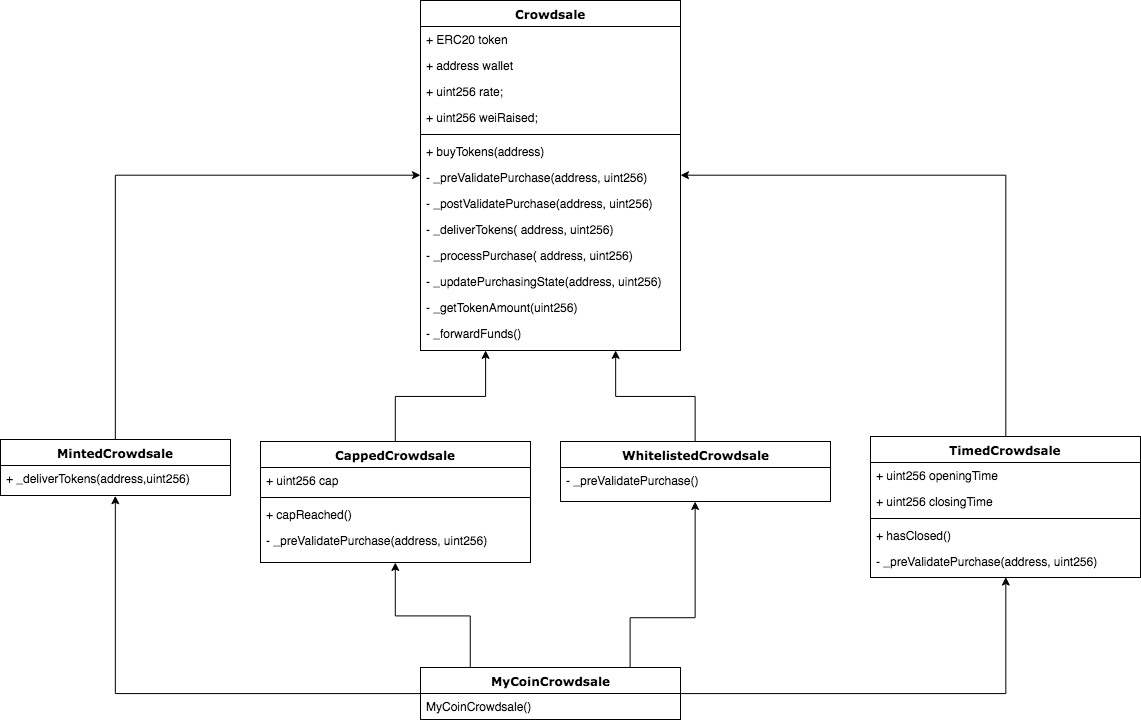 Crowdsale
+ ERC20 token
+ address wallet
+ uint256 rate;
+ uint256 weiRaised;
+ buyTokens(address)
- _preValidatePurchase(address, uint256)
- _postValidatePurchase(address, uint256)
- _deliverTokens( address, uint256)
- _processPurchase( address, uint256)
- _updatePurchasingState(address, uint256)
- _getTokenAmount(uint256)
- _forwardFunds()
MintedCrowdsale
+ _deliverTokens(address,uint256)
CappedCrowdsale
+ uint256 cap
+ capReached()
- _preValidatePurchase(address, uint256)
WhitelistedCrowdsale
- _preValidatePurchase()
TimedCrowdsale
+ uint256 openingTime
+ uint256 closingTime
+ hasClosed()
- _preValidatePurchase(address, uint256)
MyCoinCrowdsale
MyCoinCrowdsale()